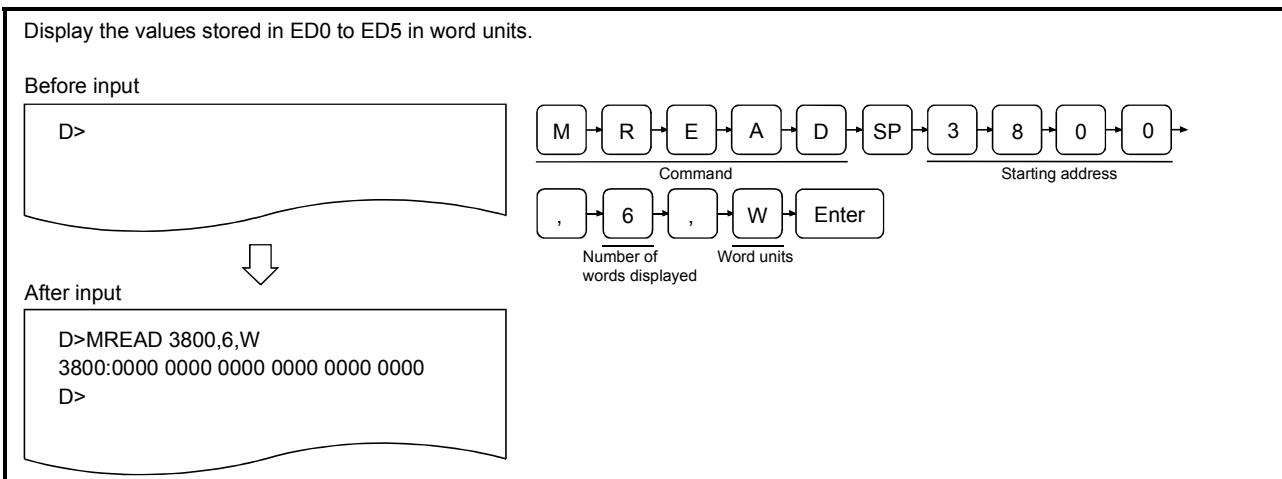 Display the values stored in ED0 to ED5 in word units.
Before input
D>
M R E A D SP 3 8 0 0
Command Starting address
, 6 , W Enter
Number of Word units
words displayed
After input
D>MREAD 3800,6,W
3800:0000 0000 0000 0000 0000 0000
D>